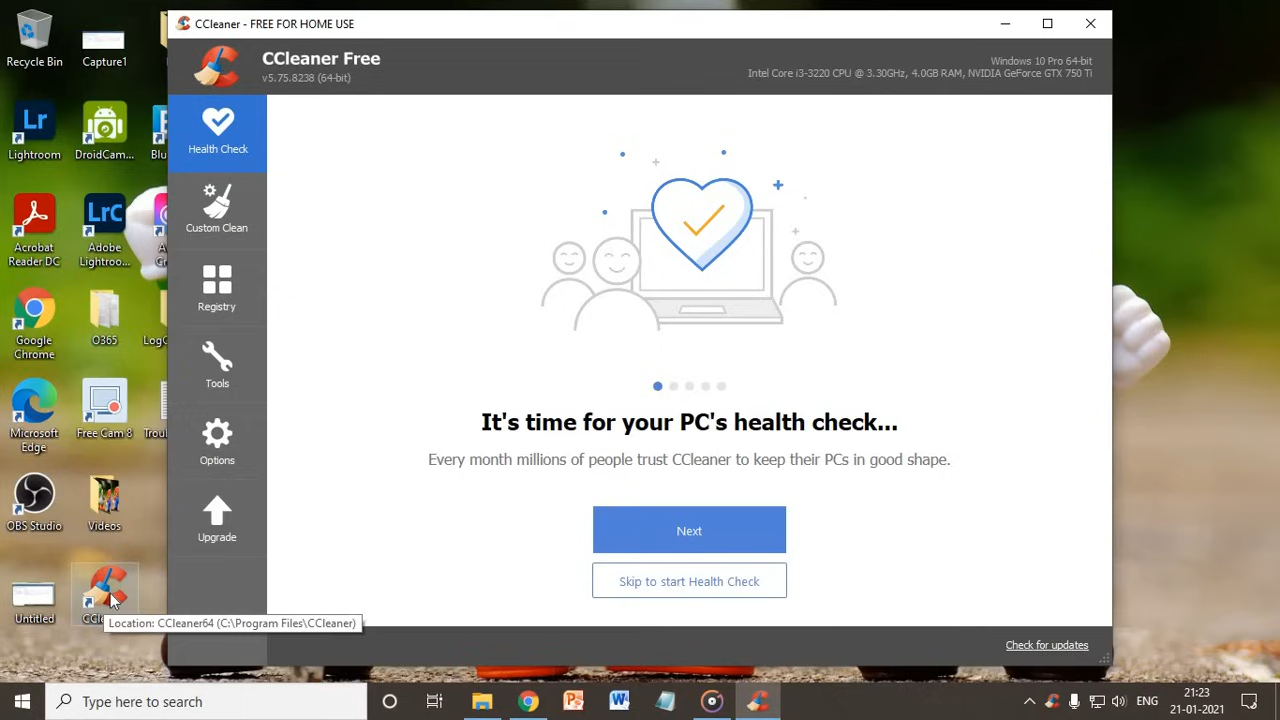 CCleaner - FREE FOR HOME USE
CCleaner Free
v5.75.8238 (64-bit)
Windows 10 Pro 64-bit
Intel Core i3-3220 CPU @ 3.30GHz, 4.0GB RAM, NVIDIA GeForce GTX 750 Ti
Recycle Bin
Capture1
Lr
Lightroom
DroidCam...
Blu
Acrobat
Reader DC
LrC
Adobe
Lightroo...
Google
Chrome
O365
Microsoft
Edge
Free Cam 8
OBS Studio
Videos
Untitled
Health Check
Custom Clean
Registry
Tools
Options
Upgrade
It's time for your PC's health check...
Every month millions of people trust CCleaner to keep their PCs in good shape.
Next
Skip to start Health Check
Location: CCleaner64 (C:\Program Files\CCleaner)
Check for updates
Type here to search
ENG
21:23
21-01-2021